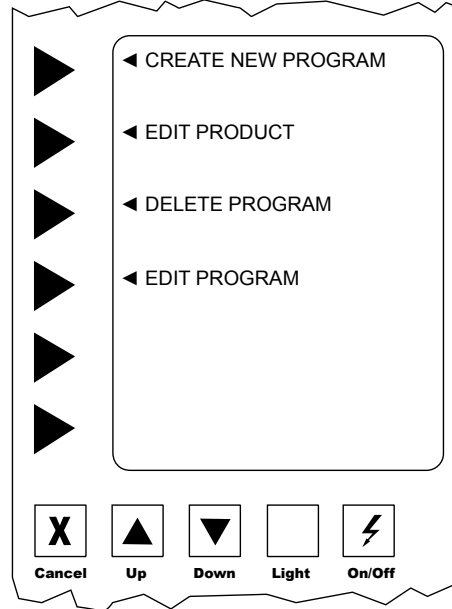 ◄ CREATE NEW PROGRAM
◄ EDIT PRODUCT
◄ DELETE PROGRAM
◄ EDIT PROGRAM
X
Cancel Up Down Light On/Off